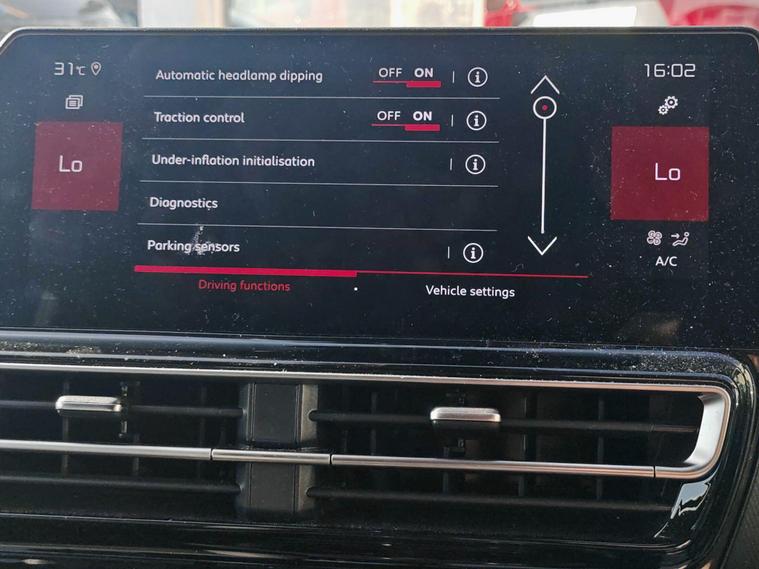 31°C 16:02
Automatic headlamp dipping OFF ON | i
Traction control OFF ON | i
Lo Under-inflation initialisation | i Lo
Diagnostics
Parking sensors | i
A/C
Driving functions Vehicle settings